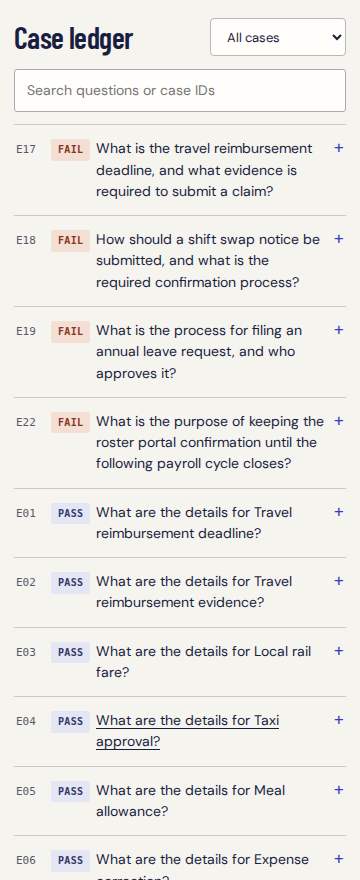 Case ledger
All cases
Search questions or case IDs
E17 FAIL What is the travel reimbursement +
deadline, and what evidence is
required to submit a claim?
E18 FAIL How should a shift swap notice be +
submitted, and what is the
required confirmation process?
E19 FAIL What is the process for filing an +
annual leave request, and who
approves it?
E22 FAIL What is the purpose of keeping the +
roster portal confirmation until the
following payroll cycle closes?
E01 PASS What are the details for Travel +
reimbursement deadline?
E02 PASS What are the details for Travel +
reimbursement evidence?
E03 PASS What are the details for Local rail +
fare?
E04 PASS What are the details for Taxi +
approval?
E05 PASS What are the details for Meal +
allowance?
E06 PASS What are the details for Expense +